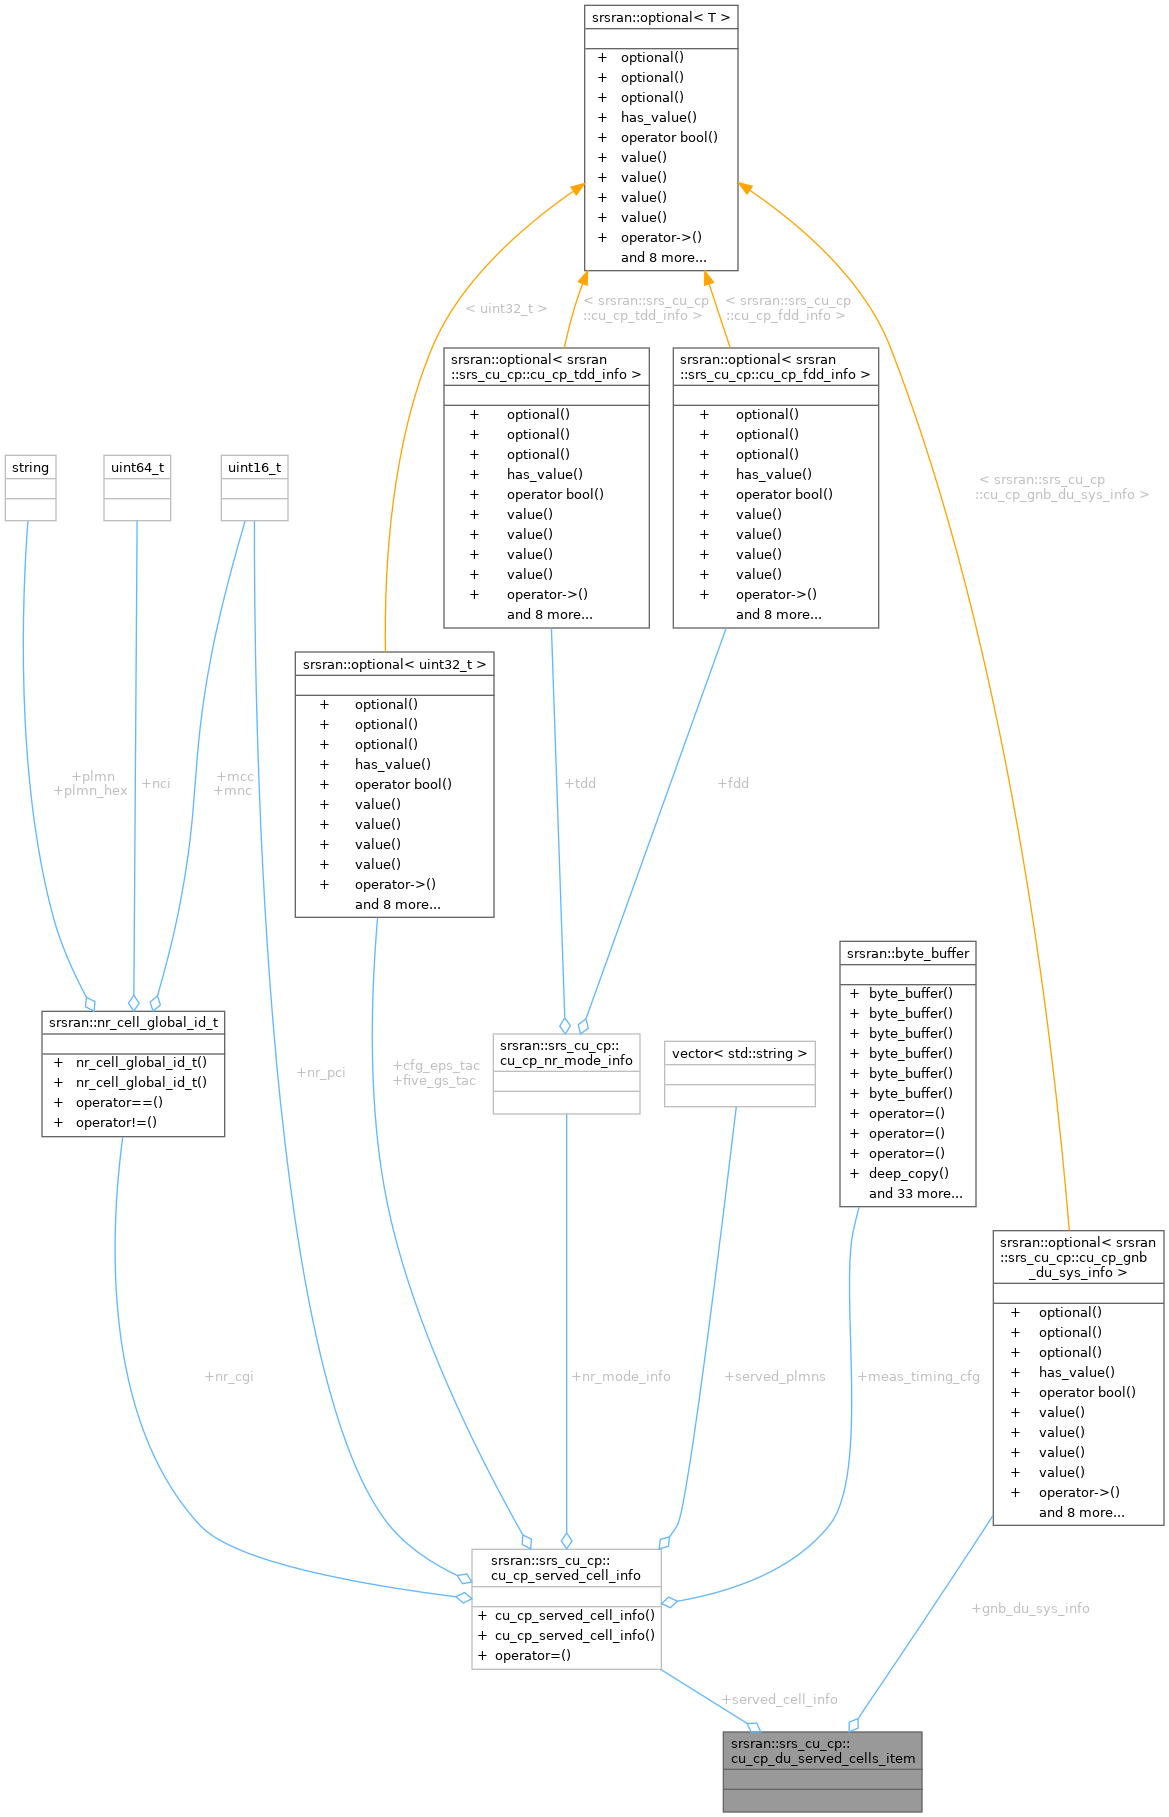 srsran::optional< T >
+ optional()
+ optional()
+ optional()
+ has_value()
+ operator bool()
+ value()
+ value()
+ value()
+ value()
+ operator->()
and 8 more...
< uint32_t >
< srsran::srs_cu_cp
::cu_cp_tdd_info >
< srsran::srs_cu_cp
::cu_cp_fdd_info >
srsran::optional< srsran
::srs_cu_cp::cu_cp_tdd_info >
+ optional()
+ optional()
+ optional()
+ has_value()
+ operator bool()
+ value()
+ value()
+ value()
+ value()
+ operator->()
and 8 more...
srsran::optional< srsran
::srs_cu_cp::cu_cp_fdd_info >
+ optional()
+ optional()
+ optional()
+ has_value()
+ operator bool()
+ value()
+ value()
+ value()
+ value()
+ operator->()
and 8 more...
< srsran::srs_cu_cp
::cu_cp_gnb_du_sys_info >
string
uint64_t
uint16_t
srsran::optional< uint32_t >
+ optional()
+ optional()
+ optional()
+ has_value()
+ operator bool()
+ value()
+ value()
+ value()
+ value()
+ operator->()
and 8 more...
+plmn
+plmn_hex
+nci
+mcc
+mnc
+tdd
+fdd
srsran::byte_buffer
+ byte_buffer()
+ byte_buffer()
+ byte_buffer()
+ byte_buffer()
+ byte_buffer()
+ byte_buffer()
+ operator=()
+ operator=()
+ operator=()
+ deep_copy()
and 33 more...
srsran::nr_cell_global_id_t
+ nr_cell_global_id_t()
+ nr_cell_global_id_t()
+ operator==()
+ operator!=()
+nr_pci
+cfg_eps_tac
+five_gs_tac
srsran::srs_cu_cp::
cu_cp_nr_mode_info
vector< std::string >
srsran::optional< srsran
::srs_cu_cp::cu_cp_gnb
_du_sys_info >
+ optional()
+ optional()
+ optional()
+ has_value()
+ operator bool()
+ value()
+ value()
+ value()
+ value()
+ operator->()
and 8 more...
+nr_cgi
+nr_mode_info
+served_plmns
+meas_timing_cfg
srsran::srs_cu_cp::
cu_cp_served_cell_info
+ cu_cp_served_cell_info()
+ cu_cp_served_cell_info()
+ operator=()
+gnb_du_sys_info
+served_cell_info
srsran::srs_cu_cp::
cu_cp_du_served_cells_item